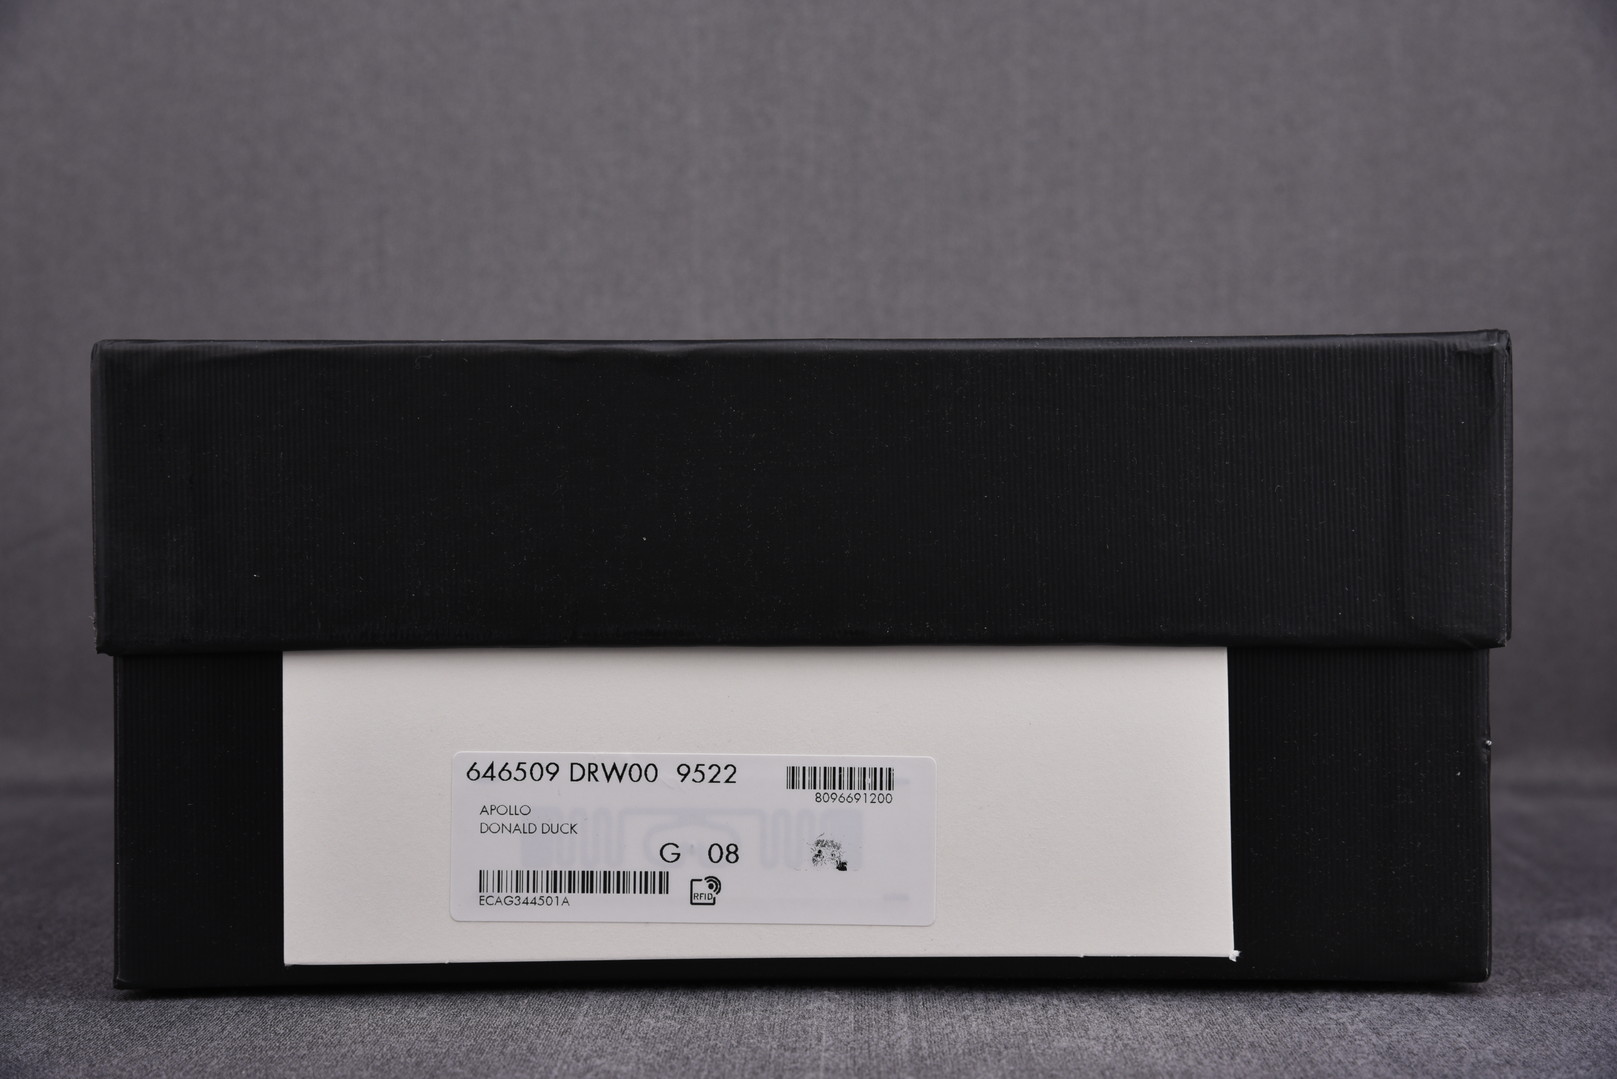 646509 DRW00 9522
8096691200
APOLLO
DONALD DUCK
G 08
ECAG344501A
RFID